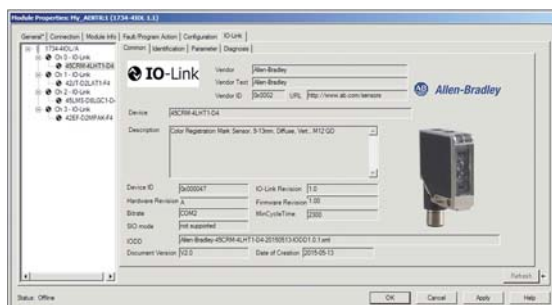 Module Properties: My_AENTR:1 (1734-4IOL 1.1)
General* Connection Module Info Fault/Program Action Configuration IO-Link
1734-4IOL/A
Ch 0 - IO-Link
45CRM-4LHT1-D4
Ch 1 - IO-Link
42JT-D2LAT1-F4
Ch 2 - IO-Link
45LMS-D8LGC1-D
Ch 3 - IO-Link
42EF-D2MPAK-F4
Common Identification Parameter Diagnosis
IO-Link
Vendor Allen-Bradley
Vendor Text Allen-Bradley
Vendor ID 0x0002 URL http://www.ab.com/sensors
Allen-Bradley
Device 45CRM-4LHT1-D4
Description Color Registration Mark Sensor, 9-13mm, Diffuse, Vert., M12 QD
Device ID 0x000047 IO-Link Revision 1.0
Hardware Revision A Firmware Revision 1.00
Bitrate COM2 MinCycleTime 2300
SIO mode not supported
IODD Allen-Bradley-45CRM-4LHT1-D4-20150513-IODD1.0.1.xml
Document Version V2.0 Date of Creation 2015-05-13
Refresh
Status: Offline OK Cancel Apply Help